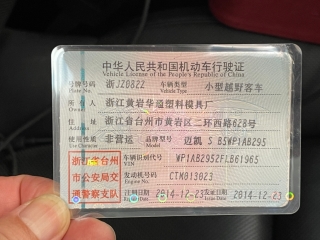 中华人民共和国机动车行驶证
Vehicle License of the People's Republic of China
号牌号码 浙JZ0822 车辆类型 小型越野客车
Plate No. Vehicle Type
所有人 浙江黄岩华溢塑料模具厂
Owner
住址 浙江省台州市黄岩区二环西路628号
Address
使用性质 非营运 品牌型号 迈凯 S B5WP1AB295
Use Character Model
浙江省台州 车辆识别代号 WP1AB2952FLB61965
VIN
市公安局交 发动机号码 CTM013023
Engine No.
通警察支队 注册日期 2014-12-23 发证日期 2014-12-23
Register Date Issue Date